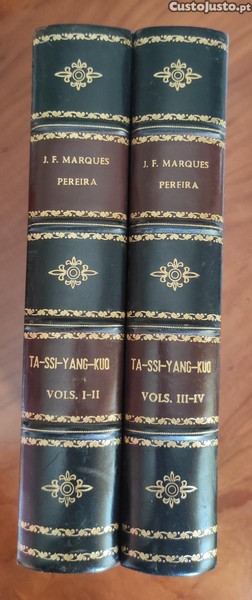 CustoJusto.pt
J. F. MARQUES
PEREIRA
TA-SSI-YANG-KUO
VOLS. I-II
J. F. MARQUES
PEREIRA
TA-SSI-YANG-KUO
VOLS. III-IV